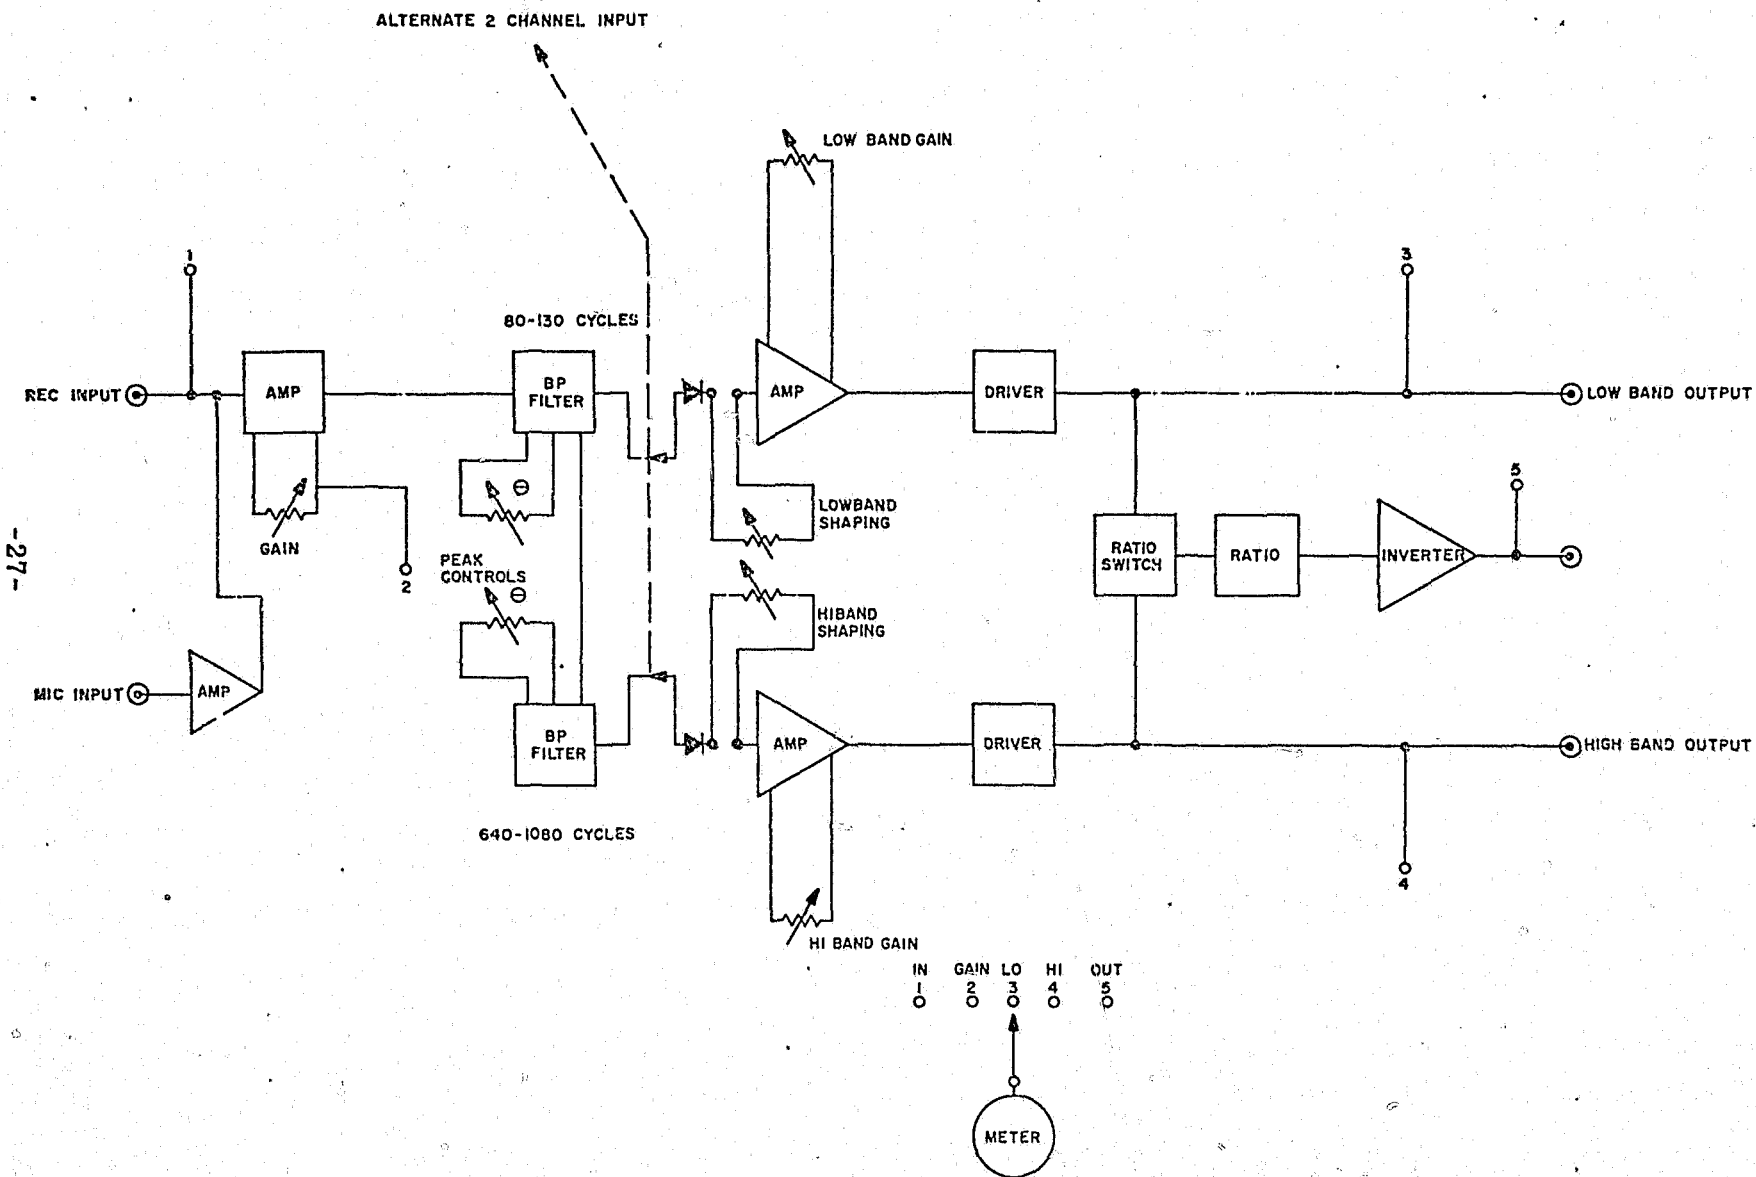 ALTERNATE 2 CHANNEL INPUT
LOW BAND GAIN
1
3
80-130 CYCLES
REC INPUT
AMP
BP
FILTER
AMP
DRIVER
LOW BAND OUTPUT
GAIN
2
PEAK
CONTROLS
LOWBAND
SHAPING
HIBAND
SHAPING
RATIO
SWITCH
RATIO
INVERTER
5
MIC INPUT
AMP
BP
FILTER
AMP
DRIVER
HIGH BAND OUTPUT
640-1080 CYCLES
4
HI BAND GAIN
IN GAIN LO HI OUT
1 2 3 4 5
METER
-27-